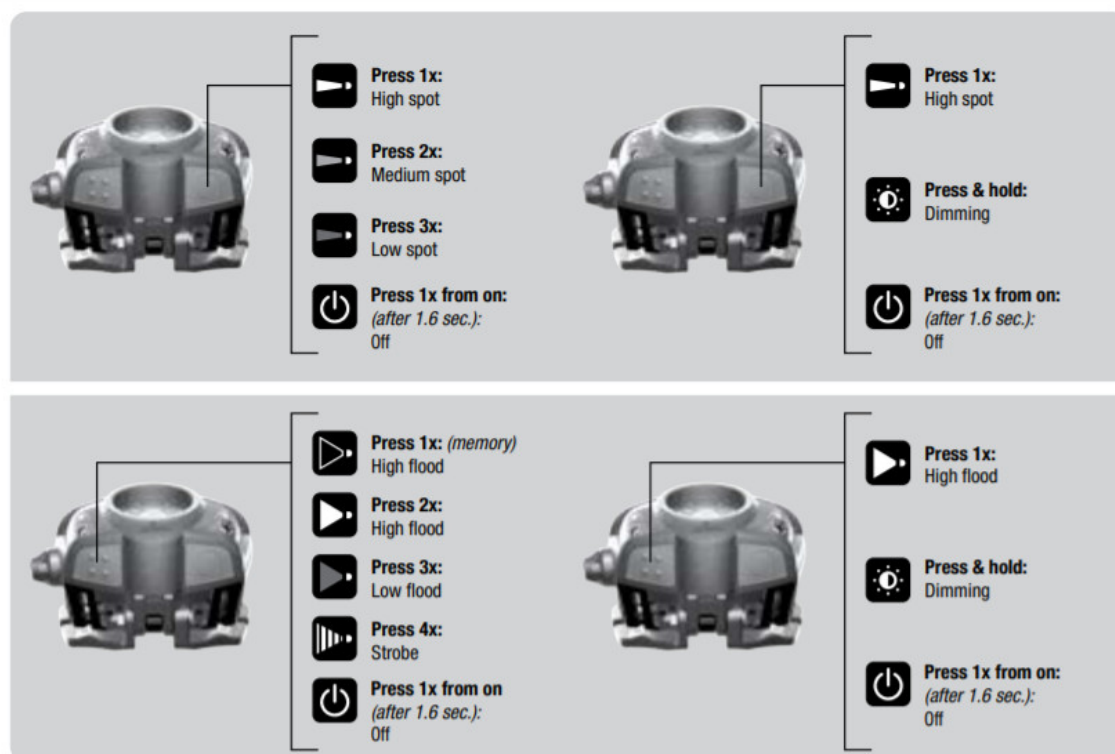 Press 1x:
High spot
Press 2x:
Medium spot
Press 3x:
Low spot
Press 1x from on:
(after 1.6 sec.):
Off
Press 1x:
High spot
Press & hold:
Dimming
Press 1x from on:
(after 1.6 sec.):
Off
Press 1x: (memory)
High flood
Press 2x:
High flood
Press 3x:
Low flood
Press 4x:
Strobe
Press 1x from on
(after 1.6 sec.):
Off
Press 1x:
High flood
Press & hold:
Dimming
Press 1x from on:
(after 1.6 sec.):
Off